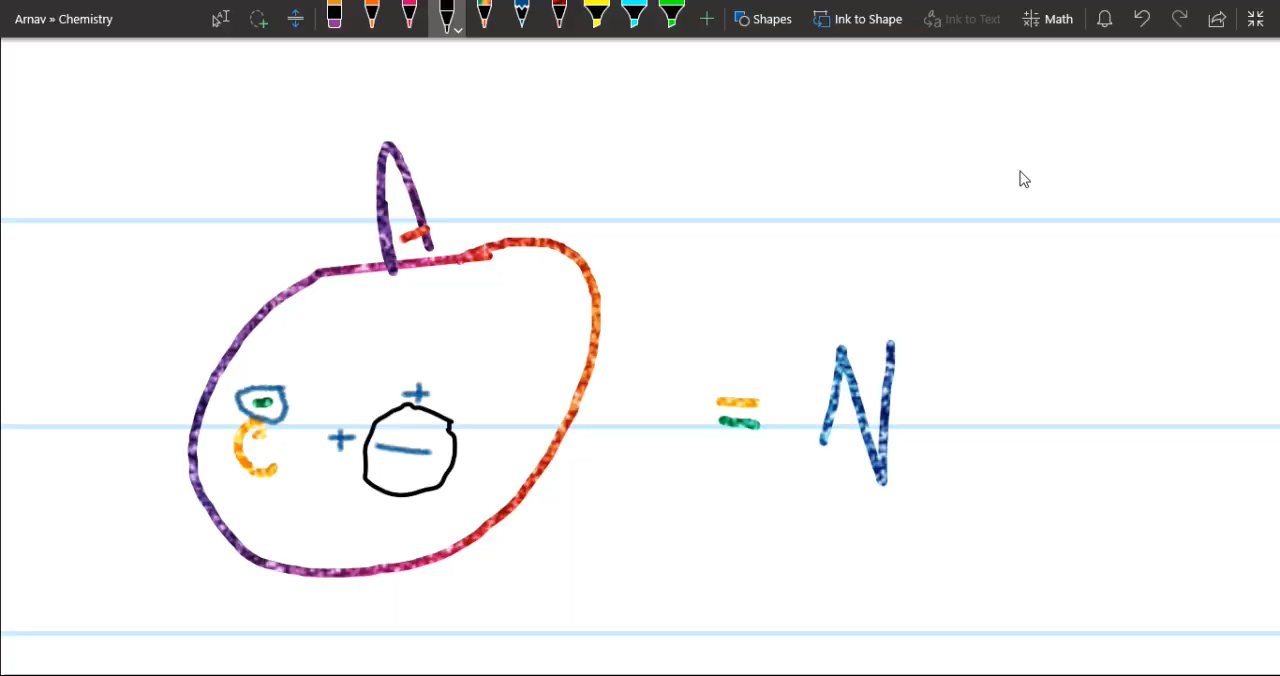 Arnav » Chemistry
Shapes
Ink to Shape
Ink to Text
Math
A
+
e⁻ + − = N